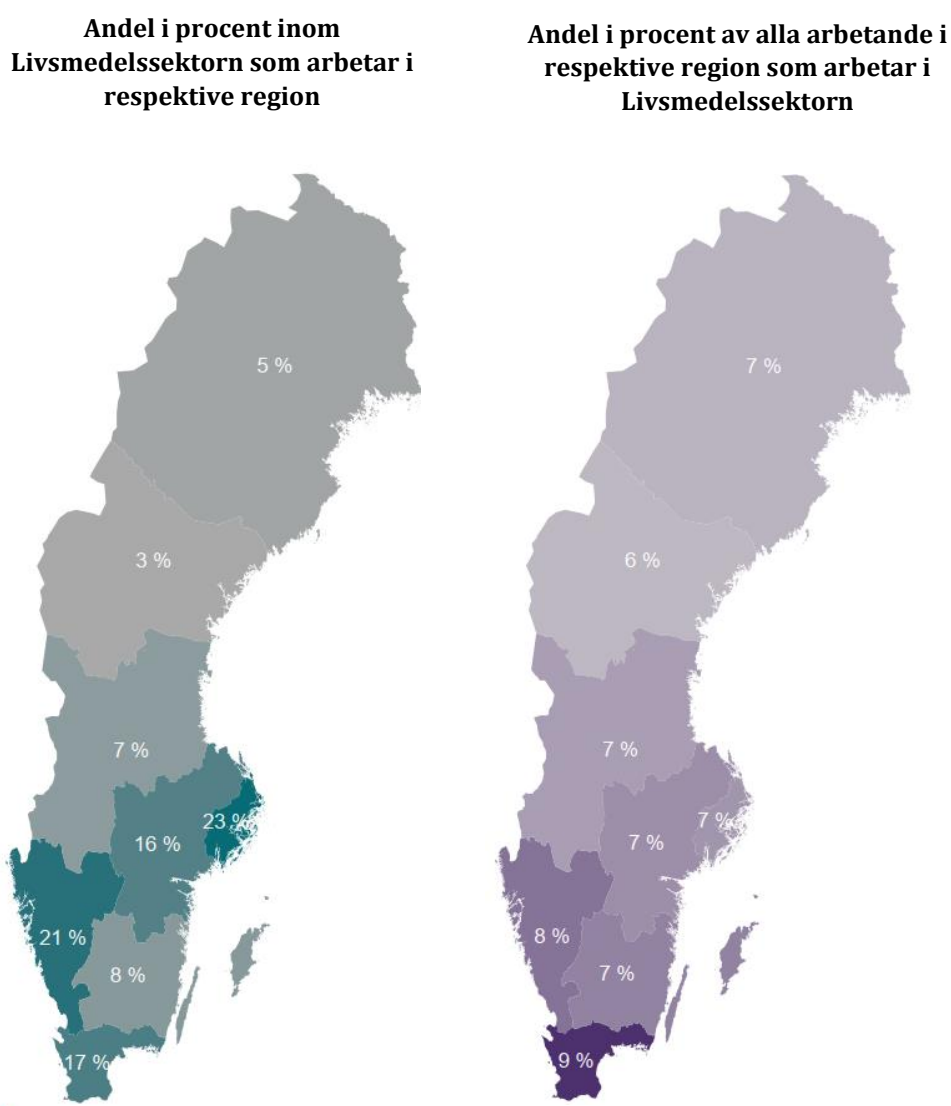 Andel i procent inom
Livsmedelssektorn som arbetar i
respektive region
Andel i procent av alla arbetande i
respektive region som arbetar i
Livsmedelssektorn
5 %
3 %
7 %
23 %
16 %
21 %
8 %
17 %
7 %
6 %
7 %
7 %
7 %
8 %
7 %
9 %